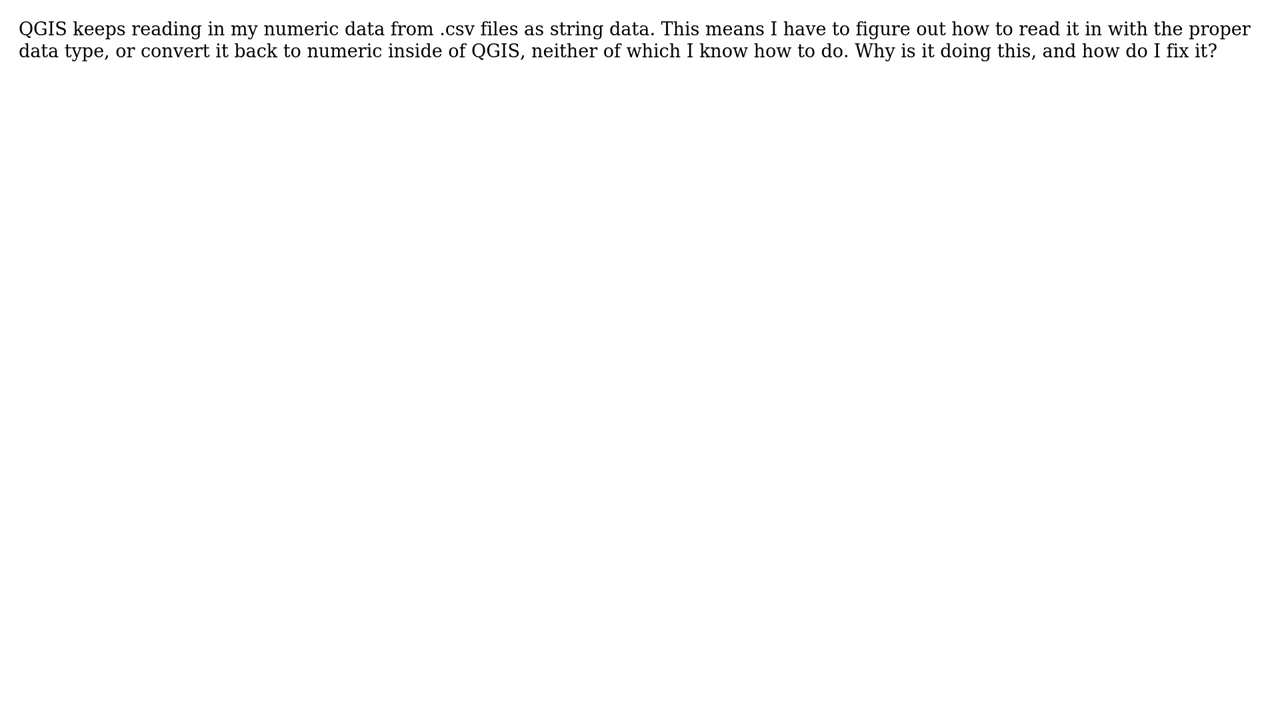 QGIS keeps reading in my numeric data from .csv files as string data. This means I have to figure out how to read it in with the proper
data type, or convert it back to numeric inside of QGIS, neither of which I know how to do. Why is it doing this, and how do I fix it?